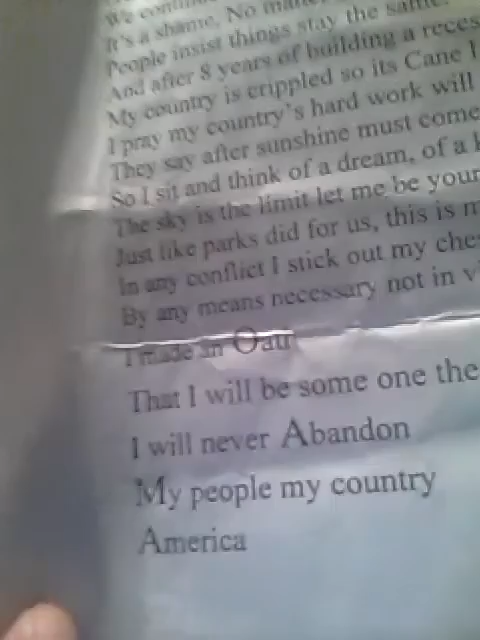 We
It's a shame, No matter
People insist things stay the same.
And after 8 years of building a
My country is crippled so its Cane I
I pray my country's hard work will
They say after sunshine must come
So I sit and think of a dream, of a
The sky is the limit let me be your
Just like parks did for us, this is
In any conflict I stick out my
By any means necessary not in
I made an Oath
That I will be some one
I will never Abandon
My people my country
America